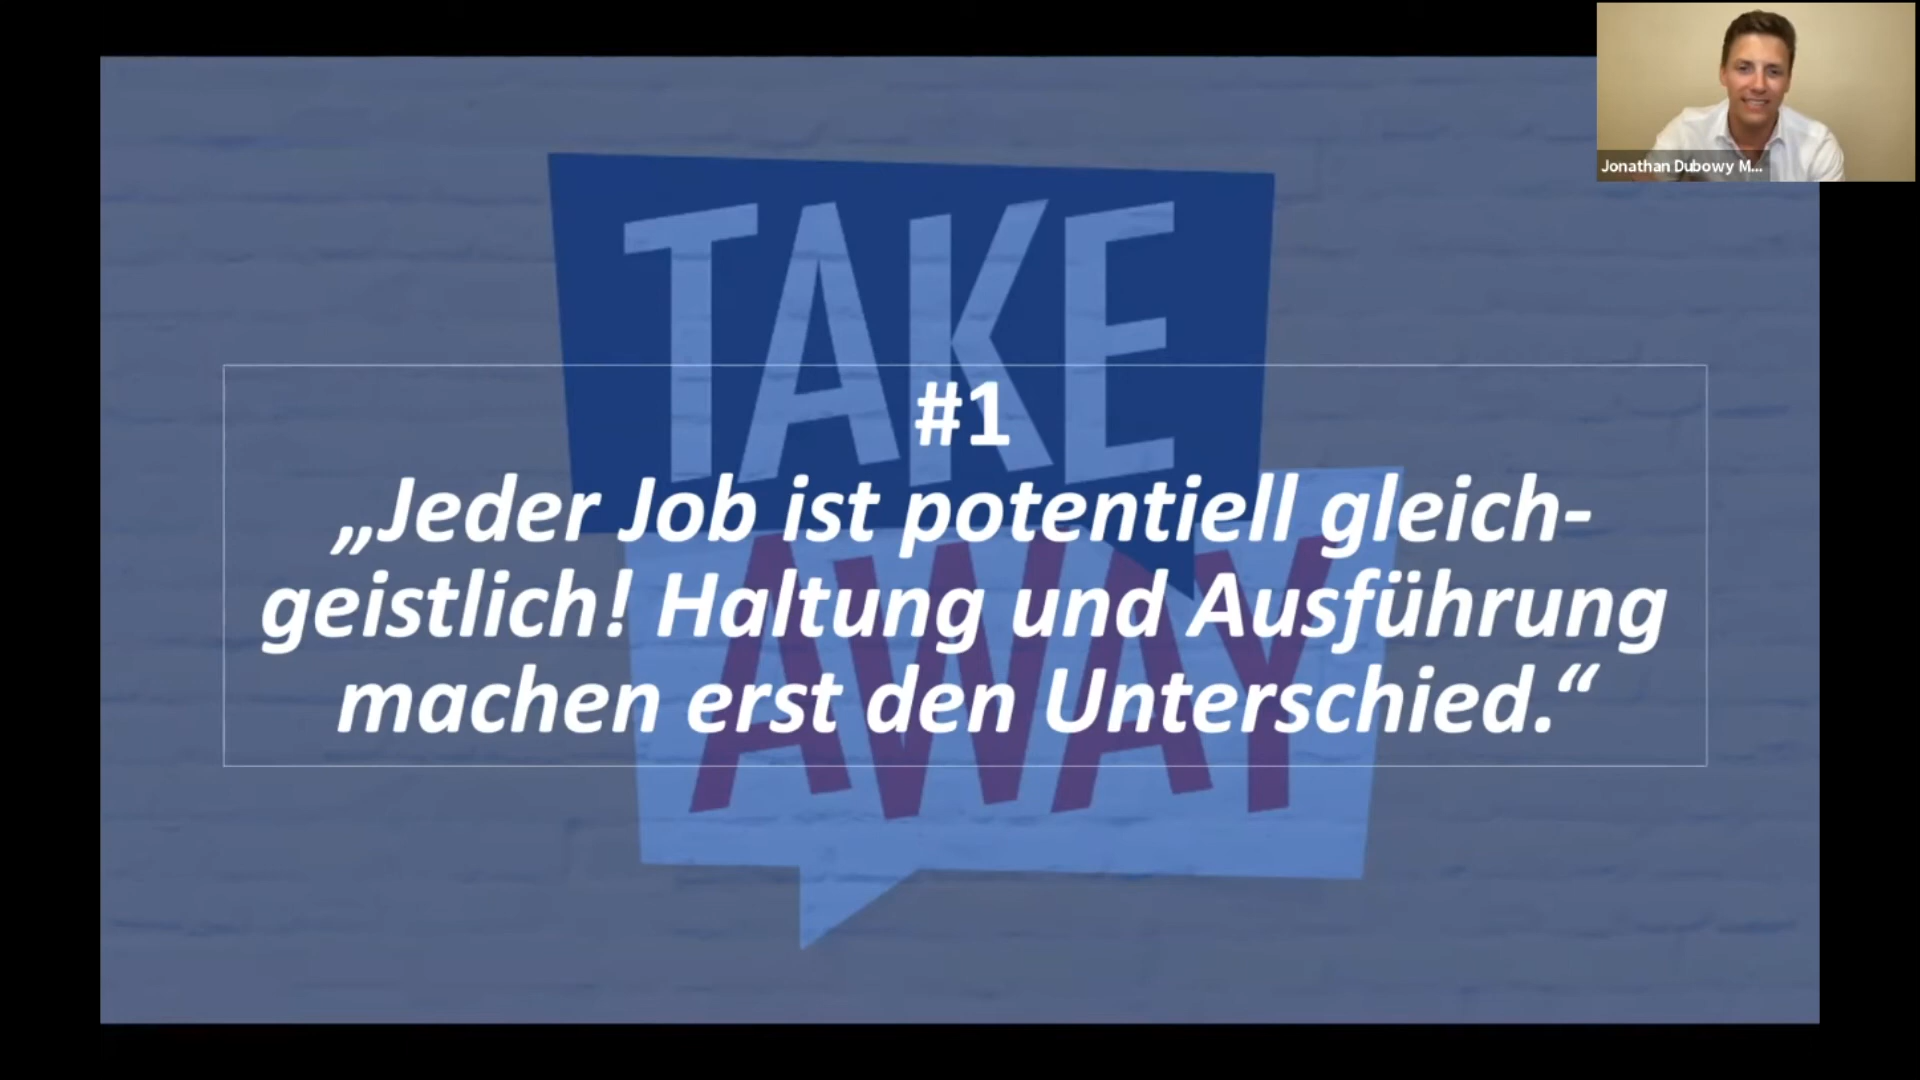 Jonathan Dubowy M...
TAKE
AWAY
#1
„Jeder Job ist potentiell gleich-
geistlich! Haltung und Ausführung
machen erst den Unterschied.“